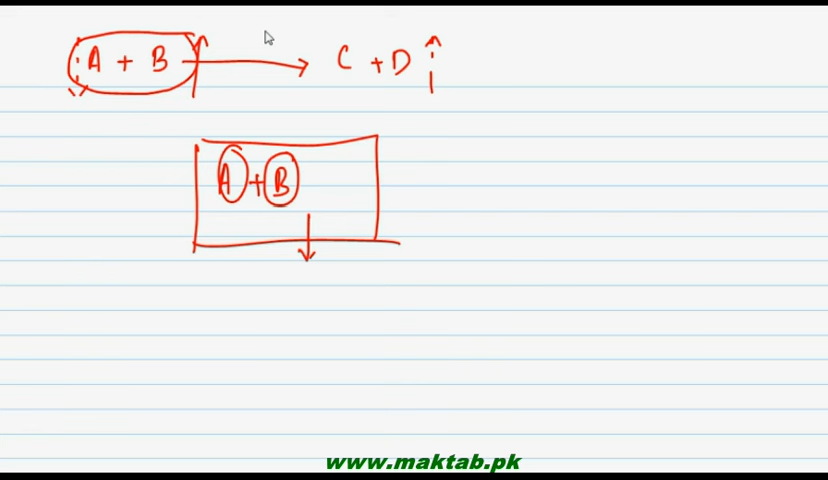 A + B → C + D
A + B
www.maktab.pk